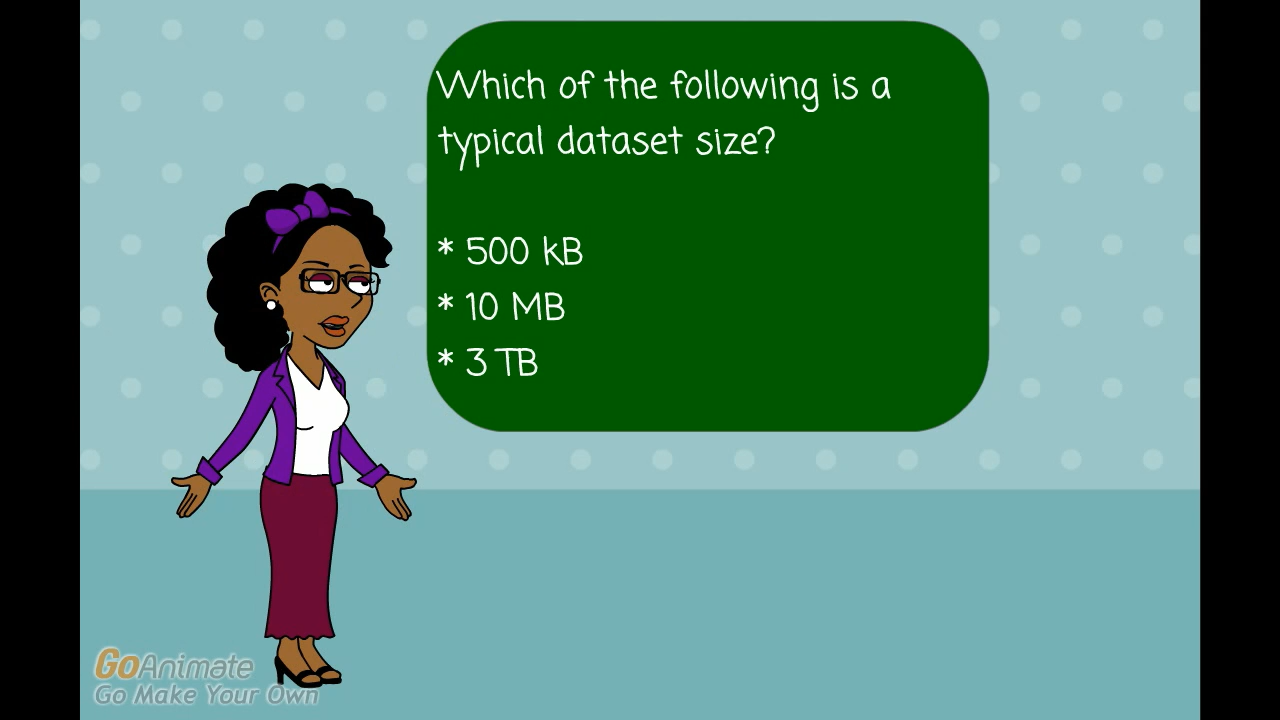 Which of the following is a
typical dataset size?
* 500 kB
* 10 MB
* 3 TB
GoAnimate
Go Make Your Own